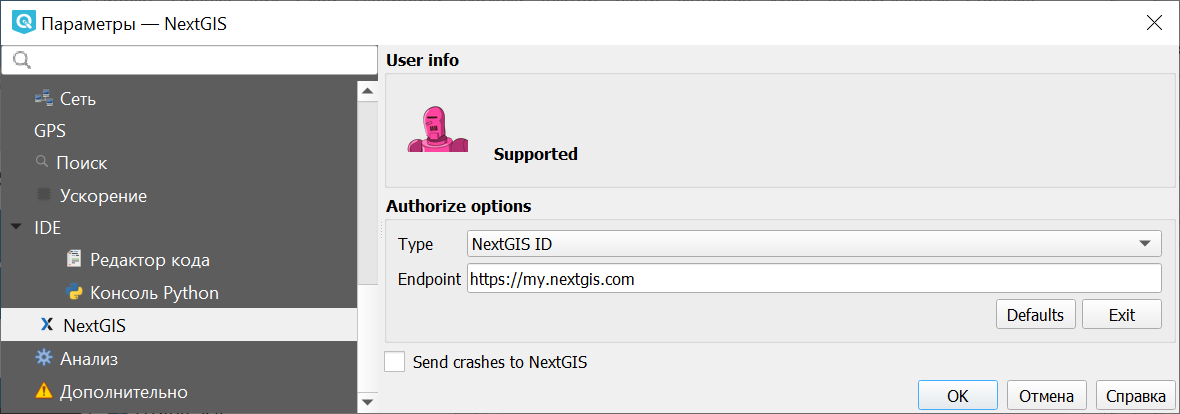 Параметры — NextGIS
Сеть
GPS
Поиск
Ускорение
IDE
Редактор кода
Консоль Python
NextGIS
Анализ
Дополнительно
User info
Supported
Authorize options
Type NextGIS ID
Endpoint https://my.nextgis.com
Defaults Exit
Send crashes to NextGIS
OK Отмена Справка